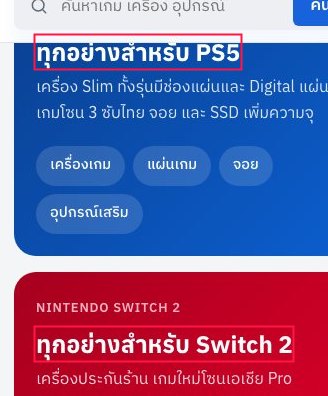 ค้นหาเกม เครื่อง อุปกรณ์
ทุกอย่างสำหรับ PS5
เครื่อง Slim ทั้งรุ่นมีช่องแผ่นและ Digital แผ่น
เกมโซน 3 ซับไทย จอย และ SSD เพิ่มความจุ
เครื่องเกม
แผ่นเกม
จอย
อุปกรณ์เสริม
NINTENDO SWITCH 2
ทุกอย่างสำหรับ Switch 2
เครื่องประกันร้าน เกมใหม่โซนเอเชีย Pro